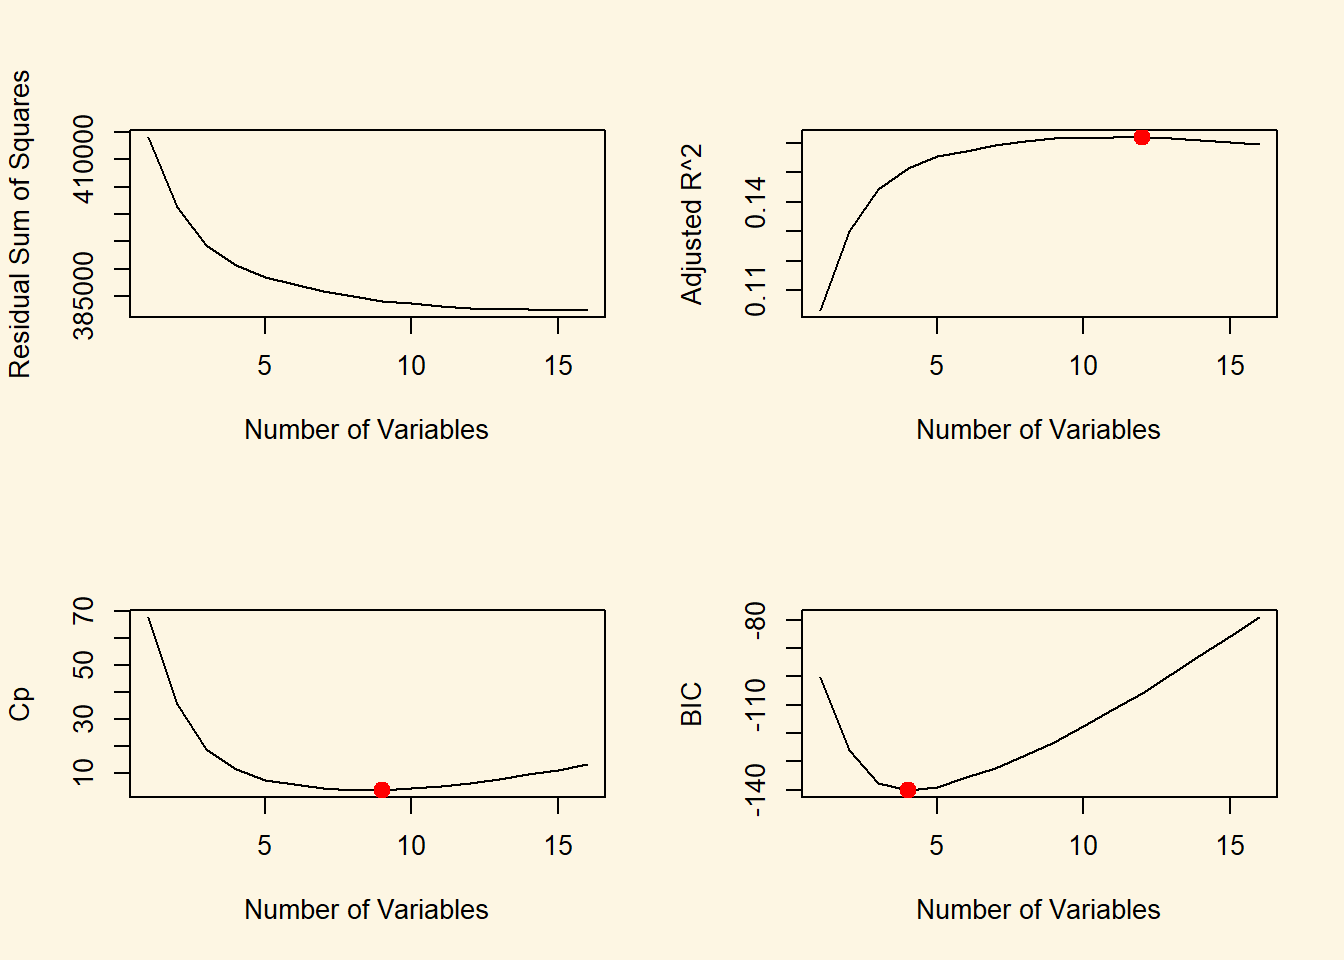 Residual Sum of Squares
410000
385000
5 10 15
Number of Variables
Adjusted R^2
0.14
0.11
5 10 15
Number of Variables
Cp
70
50
30
10
5 10 15
Number of Variables
BIC
-80
-110
-140
5 10 15
Number of Variables